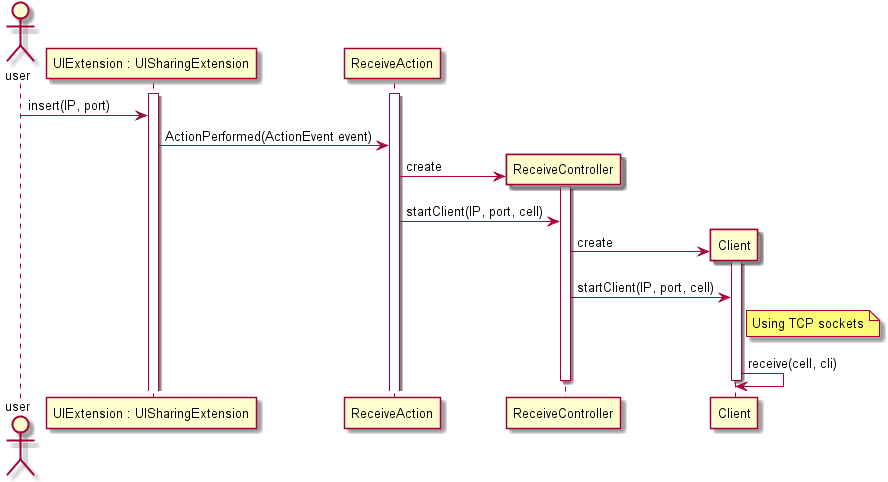 user
UIExtension : UISharingExtension
ReceiveAction
insert(IP, port)
ActionPerformed(ActionEvent event)
create
ReceiveController
startClient(IP, port, cell)
create
Client
startClient(IP, port, cell)
Using TCP sockets
receive(cell, cli)
user
UIExtension : UISharingExtension
ReceiveAction
ReceiveController
Client